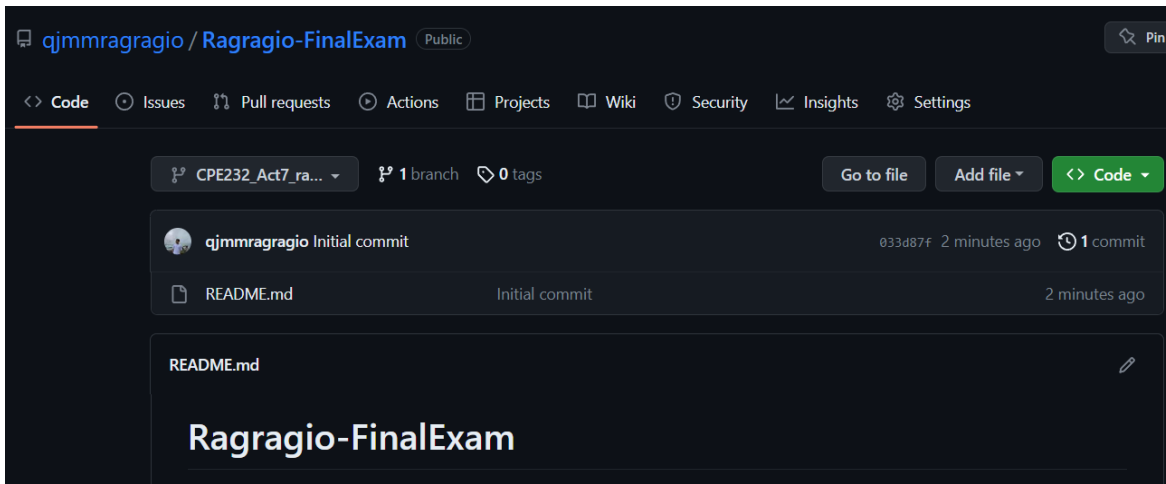 qjmmragragio / Ragragio-FinalExam Public Pin
Code Issues Pull requests Actions Projects Wiki Security Insights Settings
CPE232_Act7_ra... 1 branch 0 tags Go to file Add file Code
qjmmragragio Initial commit 033d87f 2 minutes ago 1 commit
README.md Initial commit 2 minutes ago
README.md
Ragragio-FinalExam